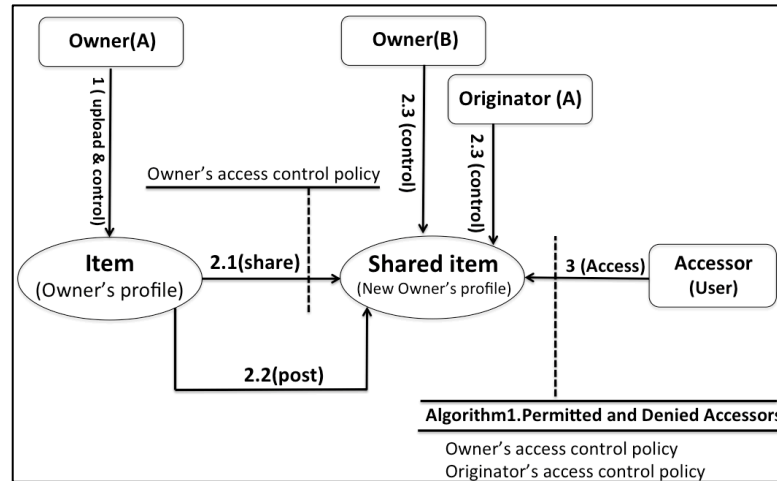 Owner(A)
Owner(B)
Originator (A)
1 ( upload & control)
2.3 (control)
2.3 (control)
Owner's access control policy
Item
(Owner's profile)
2.1(share)
Shared item
(New Owner's profile)
3 (Access)
Accessor
(User)
2.2(post)
Algorithm1.Permitted and Denied Accessors
Owner's access control policy
Originator's access control policy